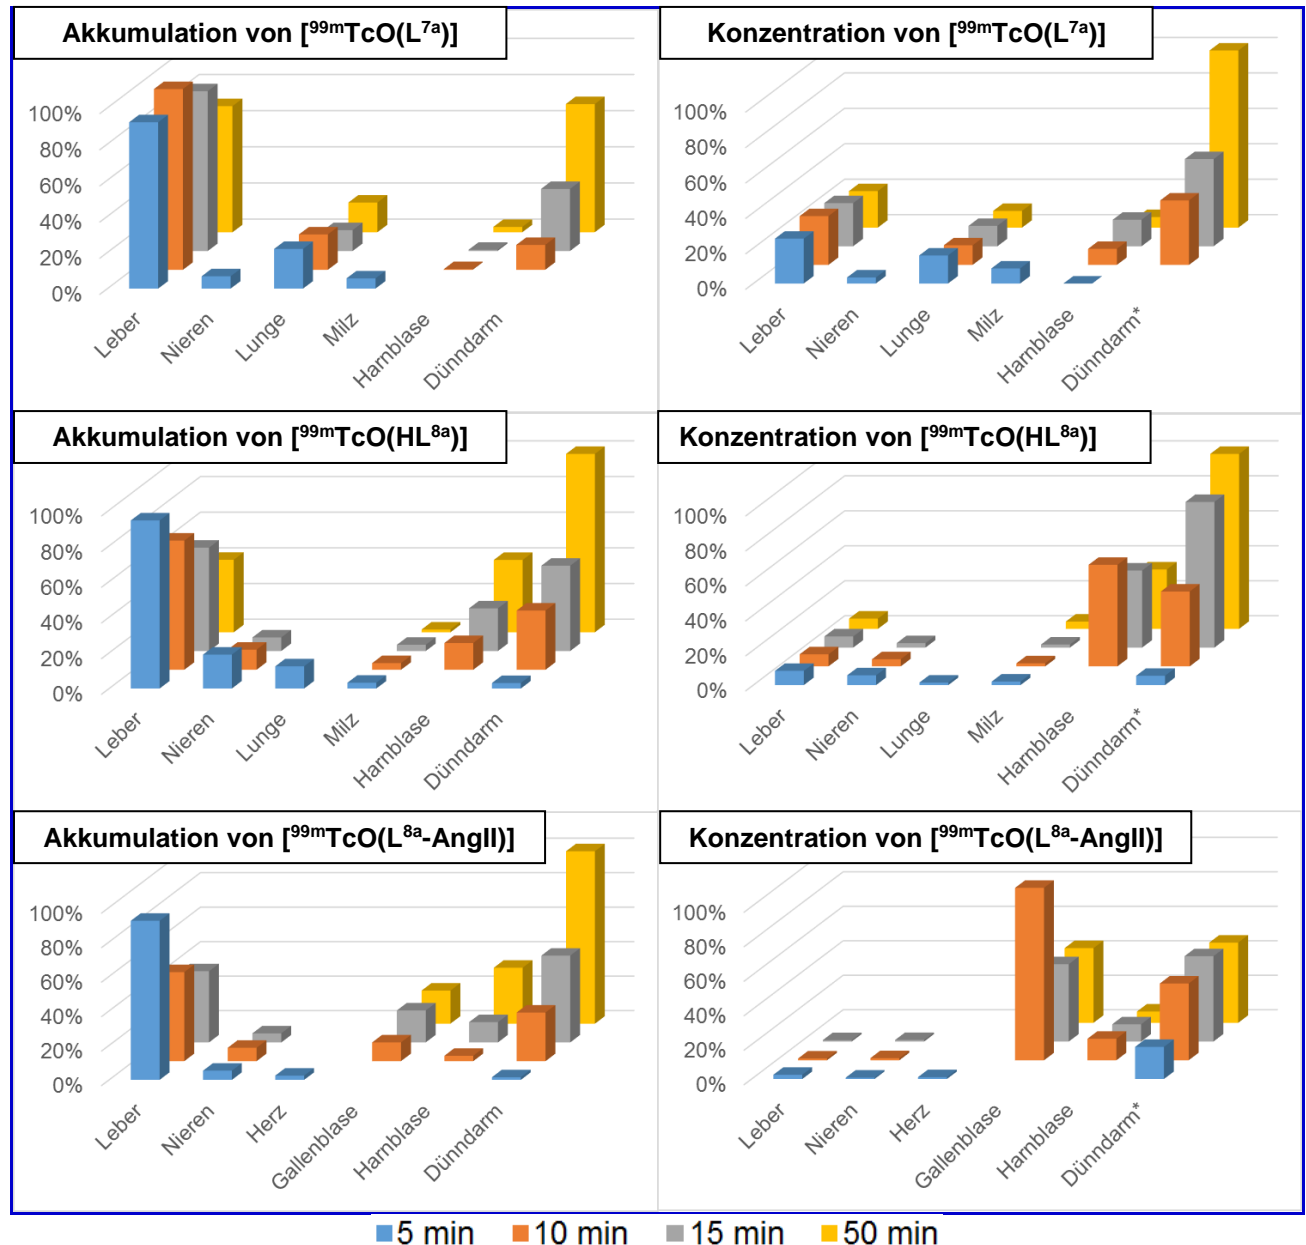 Akkumulation von [⁹⁹ᵐTcO(L⁷ᵃ)]
100%
80%
60%
40%
20%
0%
Leber
Nieren
Lunge
Milz
Harnblase
Dünndarm
Konzentration von [⁹⁹ᵐTcO(L⁷ᵃ)]
100%
80%
60%
40%
20%
0%
Leber
Nieren
Lunge
Milz
Harnblase
Dünndarm*
Akkumulation von [⁹⁹ᵐTcO(HL⁸ᵃ)]
100%
80%
60%
40%
20%
0%
Leber
Nieren
Lunge
Milz
Harnblase
Dünndarm
Konzentration von [⁹⁹ᵐTcO(HL⁸ᵃ)]
100%
80%
60%
40%
20%
0%
Leber
Nieren
Lunge
Milz
Harnblase
Dünndarm*
Akkumulation von [⁹⁹ᵐTcO(L⁸ᵃ-AngII)]
100%
80%
60%
40%
20%
0%
Leber
Nieren
Herz
Gallenblase
Harnblase
Dünndarm
Konzentration von [⁹⁹ᵐTcO(L⁸ᵃ-AngII)]
100%
80%
60%
40%
20%
0%
Leber
Nieren
Herz
Gallenblase
Harnblase
Dünndarm*
5 min 10 min 15 min 50 min